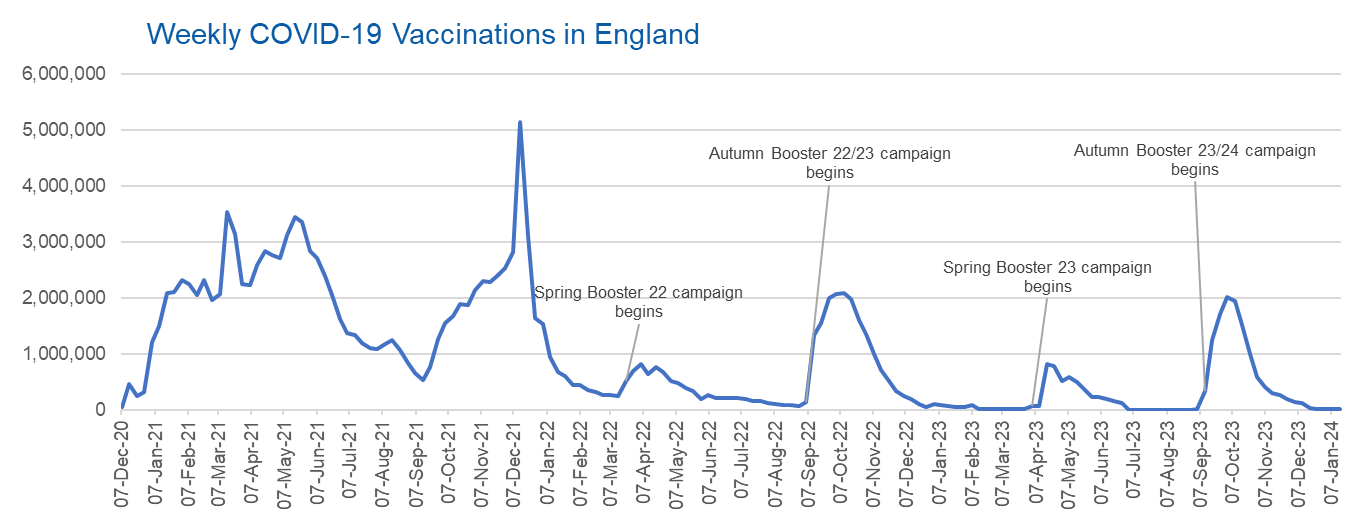 Weekly COVID-19 Vaccinations in England
6,000,000
5,000,000
4,000,000
3,000,000
2,000,000
1,000,000
0
Autumn Booster 22/23 campaign
begins
Autumn Booster 23/24 campaign
begins
Spring Booster 23 campaign
begins
Spring Booster 22 campaign
begins
07-Dec-20
07-Jan-21
07-Feb-21
07-Mar-21
07-Apr-21
07-May-21
07-Jun-21
07-Jul-21
07-Aug-21
07-Sep-21
07-Oct-21
07-Nov-21
07-Dec-21
07-Jan-22
07-Feb-22
07-Mar-22
07-Apr-22
07-May-22
07-Jun-22
07-Jul-22
07-Aug-22
07-Sep-22
07-Oct-22
07-Nov-22
07-Dec-22
07-Jan-23
07-Feb-23
07-Mar-23
07-Apr-23
07-May-23
07-Jun-23
07-Jul-23
07-Aug-23
07-Sep-23
07-Oct-23
07-Nov-23
07-Dec-23
07-Jan-24